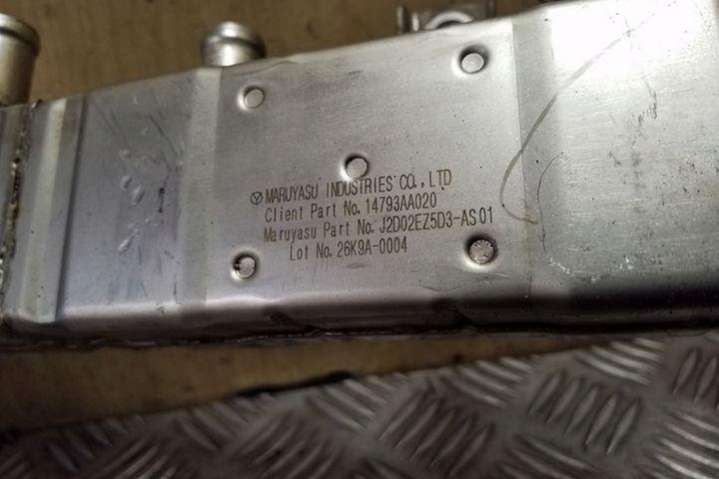 MARUYASU INDUSTRIES CO., LTD
Client Part No. 14793AA020
Maruyasu Part No. J2D02EZ5D3-AS01
Lot No. 26K9A-0004